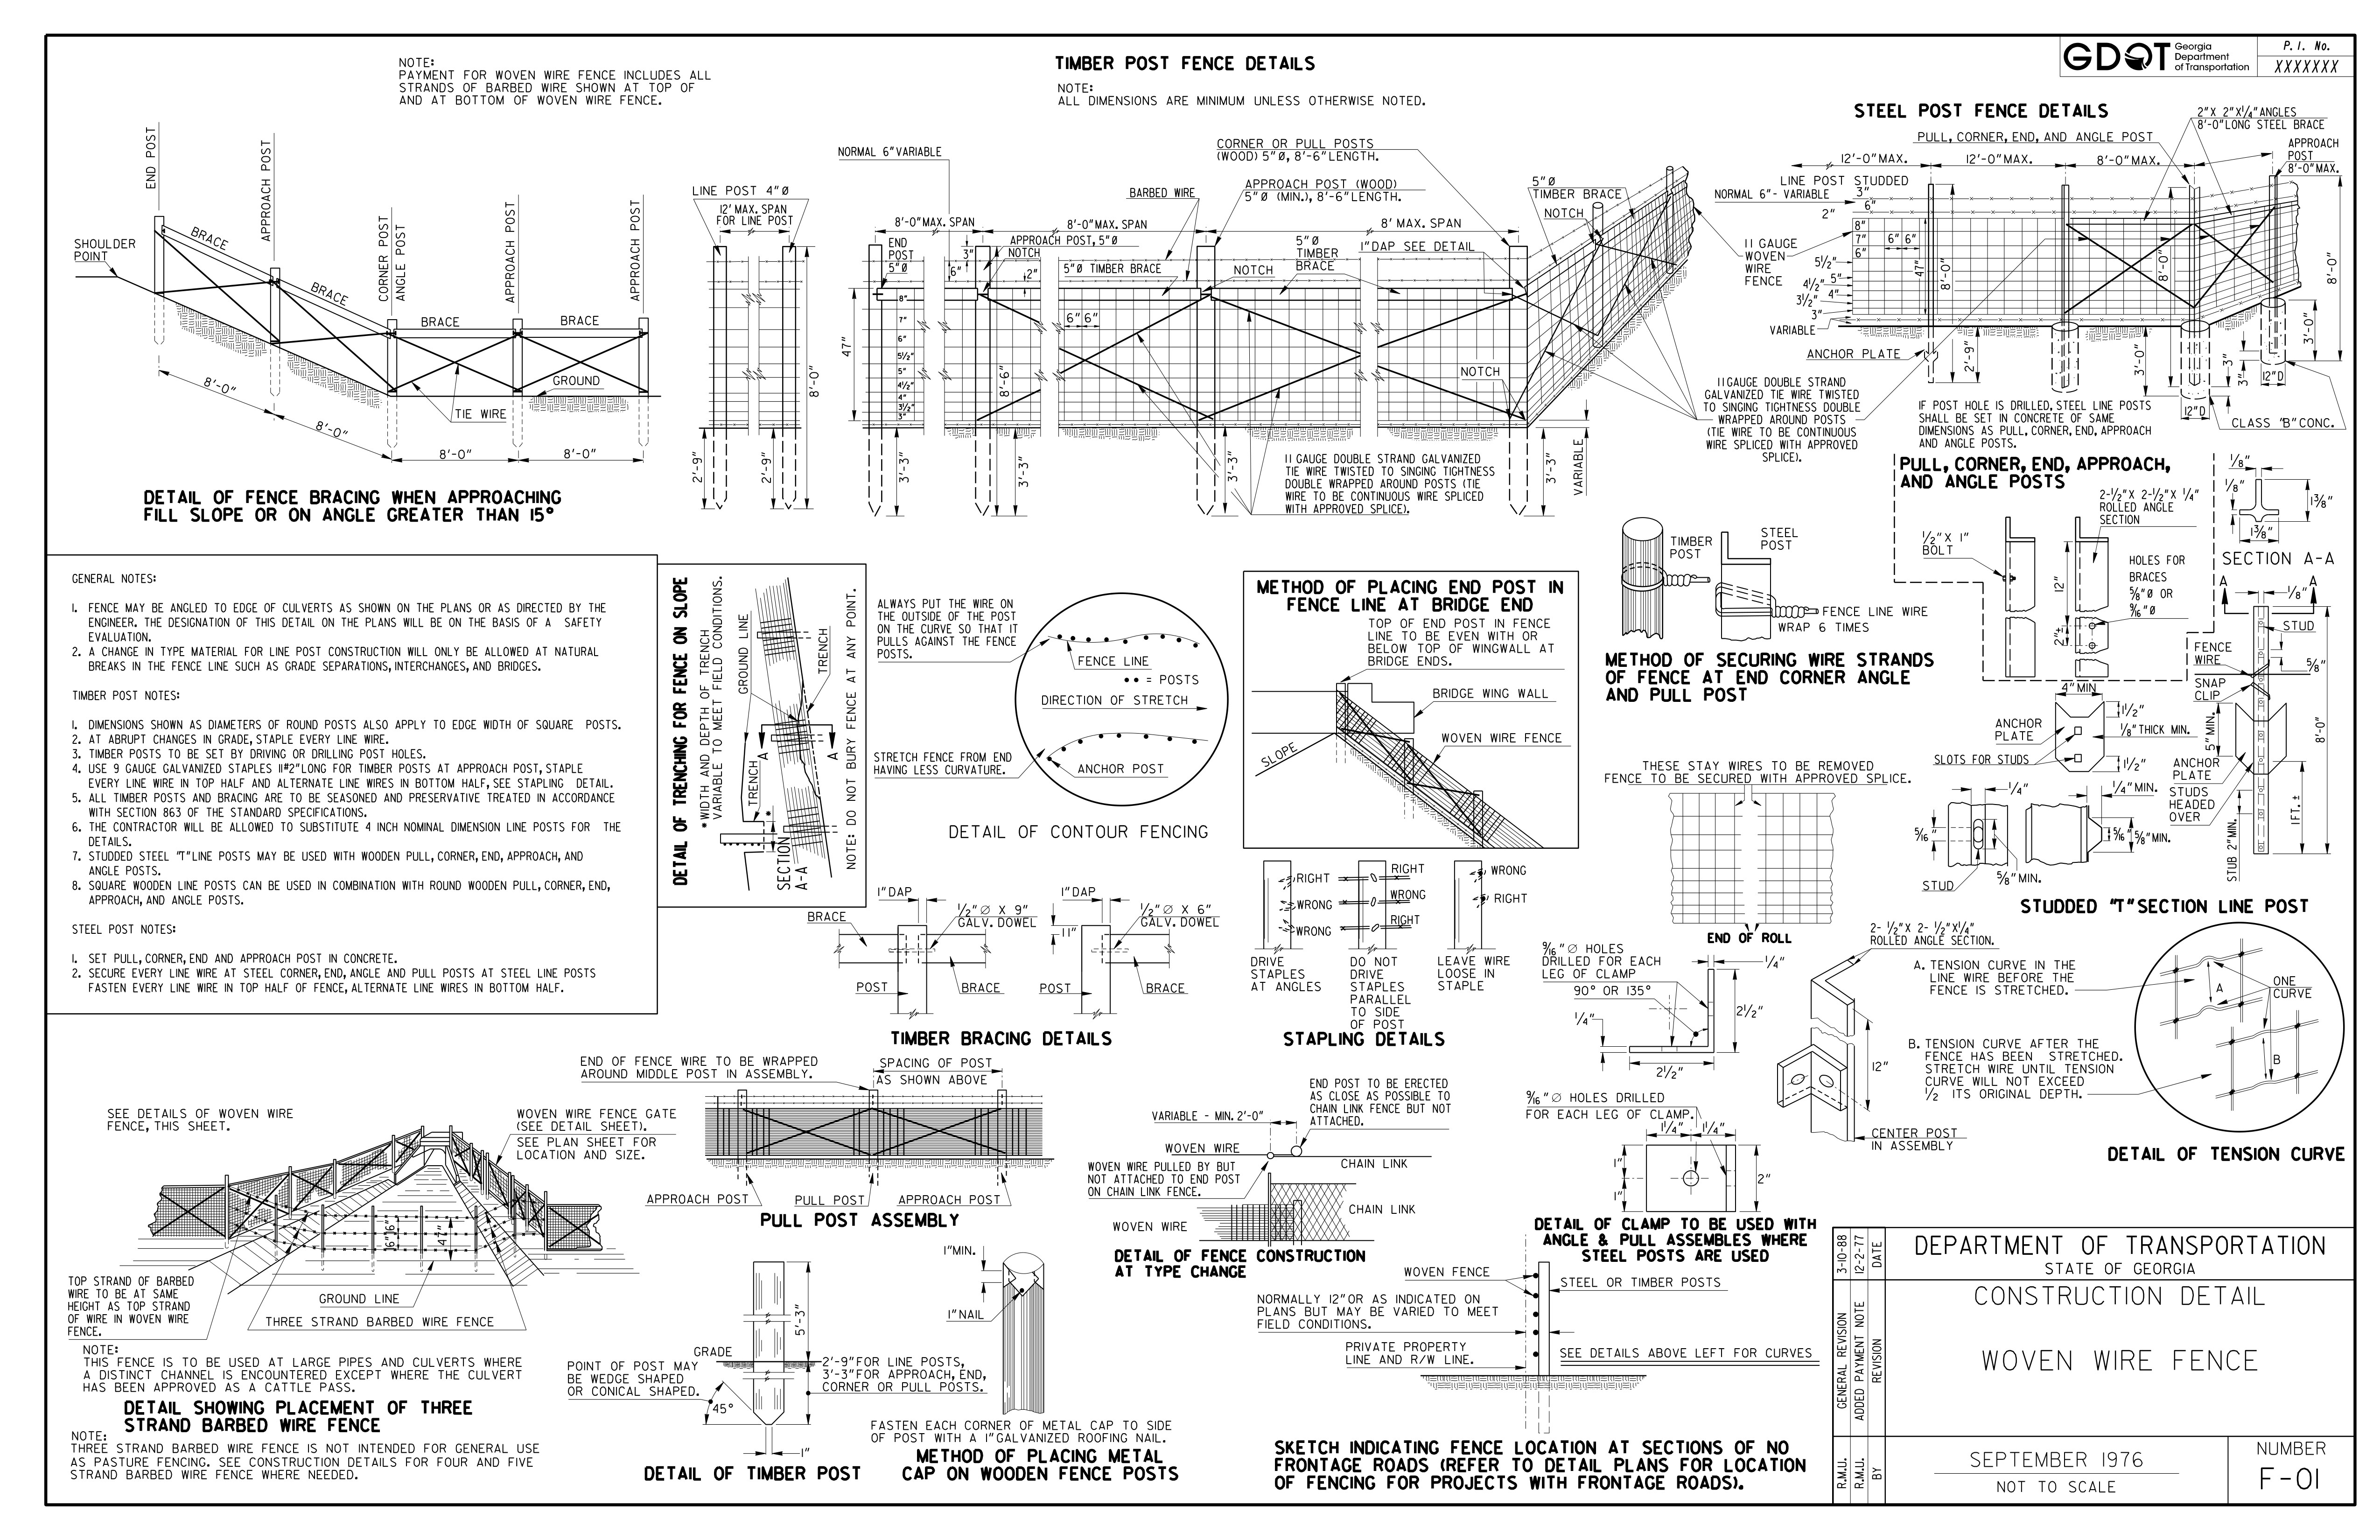 GDOT Georgia
Department
of Transportation
P. I. No.
XXXXXXX
NOTE:
PAYMENT FOR WOVEN WIRE FENCE INCLUDES ALL
STRANDS OF BARBED WIRE SHOWN AT TOP OF
AND AT BOTTOM OF WOVEN WIRE FENCE.
END POST
APPROACH POST
CORNER POST
ANGLE POST
APPROACH POST
APPROACH POST
SHOULDER
POINT
BRACE
BRACE
BRACE
BRACE
GROUND
TIE WIRE
8'-0"
8'-0"
8'-0"
8'-0"
DETAIL OF FENCE BRACING WHEN APPROACHING
FILL SLOPE OR ON ANGLE GREATER THAN 15°
TIMBER POST FENCE DETAILS
NOTE:
ALL DIMENSIONS ARE MINIMUM UNLESS OTHERWISE NOTED.
LINE POST 4"Ø
12' MAX. SPAN
FOR LINE POST
8'-0"
2'-9"
2'-9"
NORMAL 6"VARIABLE
8'-0"MAX. SPAN
8'-0"MAX. SPAN
8' MAX. SPAN
END
POST
5"Ø
APPROACH POST, 5"Ø
NOTCH
3"
6"
2"
BARBED WIRE
CORNER OR PULL POSTS
(WOOD) 5"Ø, 8'-6"LENGTH.
APPROACH POST (WOOD)
5"Ø (MIN.), 8'-6"LENGTH.
5"Ø TIMBER BRACE
NOTCH
5"Ø
TIMBER
BRACE
1"DAP SEE DETAIL
5"Ø
TIMBER BRACE
NOTCH
NOTCH
47"
8"
7"
6"
5½"
5"
4½"
4"
3½"
3"
6" 6"
8'-6"
3'-3"
3'-3"
3'-3"
3'-3"
VARIABLE
11 GAUGE DOUBLE STRAND GALVANIZED
TIE WIRE TWISTED TO SINGING TIGHTNESS
DOUBLE WRAPPED AROUND POSTS (TIE
WIRE TO BE CONTINUOUS WIRE SPLICED
WITH APPROVED SPLICE).
STEEL POST FENCE DETAILS
2"X 2"X¼"ANGLES
8'-0"LONG STEEL BRACE
PULL, CORNER, END, AND ANGLE POST
APPROACH
POST
8'-0"MAX.
12'-0"MAX.
12'-0"MAX.
8'-0"MAX.
LINE POST STUDDED
NORMAL 6"- VARIABLE
3"
6"
2"
8"
7"
6"
5½"
5"
4½"
4"
3½"
3"
VARIABLE
6" 6"
47"
8'-0"
8'-0"
8'-0"
11 GAUGE
WOVEN
WIRE
FENCE
ANCHOR PLATE
2'-9"
3'-0"
3"
3"
3'-0"
12"D
12"D
CLASS "B"CONC.
11GAUGE DOUBLE STRAND
GALVANIZED TIE WIRE TWISTED
TO SINGING TIGHTNESS DOUBLE
WRAPPED AROUND POSTS
(TIE WIRE TO BE CONTINUOUS
WIRE SPLICED WITH APPROVED
SPLICE).
IF POST HOLE IS DRILLED, STEEL LINE POSTS
SHALL BE SET IN CONCRETE OF SAME
DIMENSIONS AS PULL, CORNER, END, APPROACH
AND ANGLE POSTS.
GENERAL NOTES:
1. FENCE MAY BE ANGLED TO EDGE OF CULVERTS AS SHOWN ON THE PLANS OR AS DIRECTED BY THE
ENGINEER. THE DESIGNATION OF THIS DETAIL ON THE PLANS WILL BE ON THE BASIS OF A SAFETY
EVALUATION.
2. A CHANGE IN TYPE MATERIAL FOR LINE POST CONSTRUCTION WILL ONLY BE ALLOWED AT NATURAL
BREAKS IN THE FENCE LINE SUCH AS GRADE SEPARATIONS, INTERCHANGES, AND BRIDGES.
TIMBER POST NOTES:
1. DIMENSIONS SHOWN AS DIAMETERS OF ROUND POSTS ALSO APPLY TO EDGE WIDTH OF SQUARE POSTS.
2. AT ABRUPT CHANGES IN GRADE, STAPLE EVERY LINE WIRE.
3. TIMBER POSTS TO BE SET BY DRIVING OR DRILLING POST HOLES.
4. USE 9 GAUGE GALVANIZED STAPLES 1#2"LONG FOR TIMBER POSTS AT APPROACH POST, STAPLE
EVERY LINE WIRE IN TOP HALF AND ALTERNATE LINE WIRES IN BOTTOM HALF, SEE STAPLING DETAIL.
5. ALL TIMBER POSTS AND BRACING ARE TO BE SEASONED AND PRESERVATIVE TREATED IN ACCORDANCE
WITH SECTION 863 OF THE STANDARD SPECIFICATIONS.
6. THE CONTRACTOR WILL BE ALLOWED TO SUBSTITUTE 4 INCH NOMINAL DIMENSION LINE POSTS FOR THE
DETAILS.
7. STUDDED STEEL "T"LINE POSTS MAY BE USED WITH WOODEN PULL, CORNER, END, APPROACH, AND
ANGLE POSTS.
8. SQUARE WOODEN LINE POSTS CAN BE USED IN COMBINATION WITH ROUND WOODEN PULL, CORNER, END,
APPROACH, AND ANGLE POSTS.
STEEL POST NOTES:
1. SET PULL, CORNER, END AND APPROACH POST IN CONCRETE.
2. SECURE EVERY LINE WIRE AT STEEL CORNER, END, ANGLE AND PULL POSTS AT STEEL LINE POSTS
FASTEN EVERY LINE WIRE IN TOP HALF OF FENCE, ALTERNATE LINE WIRES IN BOTTOM HALF.
DETAIL OF TRENCHING FOR FENCE ON SLOPE
* WIDTH AND DEPTH OF TRENCH
VARIABLE TO MEET FIELD CONDITIONS.
GROUND LINE
TRENCH
TRENCH
A
A
*
SECTION
A-A
NOTE: DO NOT BURY FENCE AT ANY POINT.
ALWAYS PUT THE WIRE ON
THE OUTSIDE OF THE POST
ON THE CURVE SO THAT IT
PULLS AGAINST THE FENCE
POSTS.
FENCE LINE
•• = POSTS
DIRECTION OF STRETCH
STRETCH FENCE FROM END
HAVING LESS CURVATURE.
ANCHOR POST
DETAIL OF CONTOUR FENCING
METHOD OF PLACING END POST IN
FENCE LINE AT BRIDGE END
TOP OF END POST IN FENCE
LINE TO BE EVEN WITH OR
BELOW TOP OF WINGWALL AT
BRIDGE ENDS.
BRIDGE WING WALL
WOVEN WIRE FENCE
SLOPE
TIMBER
POST
STEEL
POST
FENCE LINE WIRE
WRAP 6 TIMES
METHOD OF SECURING WIRE STRANDS
OF FENCE AT END CORNER ANGLE
AND PULL POST
PULL, CORNER, END, APPROACH,
AND ANGLE POSTS
2-½"X 2-½"X ¼"
ROLLED ANGLE
SECTION
½"X 1"
BOLT
HOLES FOR
BRACES
⅝"Ø OR
9/16"Ø
12"
2"±
⅛"
⅛"
1⅜"
1⅜"
SECTION A-A
A A
⅛"
STUD
FENCE
WIRE
⅝"
SNAP
CLIP
4"MIN
1½"
ANCHOR
PLATE
⅛"THICK MIN.
SLOTS FOR STUDS
1½"
5"MIN.
ANCHOR
PLATE
STUDS
HEADED
OVER
8'-0"
1FT.±
STUB 2"MIN.
¼"
¼"MIN.
5/16"
5/16"
⅝"MIN.
STUD
⅝"MIN.
STUDDED "T"SECTION LINE POST
THESE STAY WIRES TO BE REMOVED
FENCE TO BE SECURED WITH APPROVED SPLICE.
END OF ROLL
1"DAP
BRACE
½"Ø X 9"
GALV. DOWEL
POST
BRACE
1"DAP
11"
½"Ø X 6"
GALV. DOWEL
POST
BRACE
TIMBER BRACING DETAILS
RIGHT
WRONG
WRONG
DRIVE
STAPLES
AT ANGLES
RIGHT
WRONG
RIGHT
DO NOT
DRIVE
STAPLES
PARALLEL
TO SIDE
OF POST
WRONG
RIGHT
LEAVE WIRE
LOOSE IN
STAPLE
STAPLING DETAILS
9/16"Ø HOLES
DRILLED FOR EACH
LEG OF CLAMP
90° OR 135°
¼"
¼"
2½"
2½"
9/16"Ø HOLES DRILLED
FOR EACH LEG OF CLAMP.
1¼" 1¼"
1"
1"
2"
DETAIL OF CLAMP TO BE USED WITH
ANGLE & PULL ASSEMBLES WHERE
STEEL POSTS ARE USED
2- ½"X 2- ½"X¼"
ROLLED ANGLE SECTION.
12"
CENTER POST
IN ASSEMBLY
A. TENSION CURVE IN THE
LINE WIRE BEFORE THE
FENCE IS STRETCHED.
B. TENSION CURVE AFTER THE
FENCE HAS BEEN STRETCHED.
STRETCH WIRE UNTIL TENSION
CURVE WILL NOT EXCEED
½ ITS ORIGINAL DEPTH.
A
ONE
CURVE
B
DETAIL OF TENSION CURVE
SEE DETAILS OF WOVEN WIRE
FENCE, THIS SHEET.
WOVEN WIRE FENCE GATE
(SEE DETAIL SHEET).
SEE PLAN SHEET FOR
LOCATION AND SIZE.
16"
16"
47"
TOP STRAND OF BARBED
WIRE TO BE AT SAME
HEIGHT AS TOP STRAND
OF WIRE IN WOVEN WIRE
FENCE.
GROUND LINE
THREE STRAND BARBED WIRE FENCE
NOTE:
THIS FENCE IS TO BE USED AT LARGE PIPES AND CULVERTS WHERE
A DISTINCT CHANNEL IS ENCOUNTERED EXCEPT WHERE THE CULVERT
HAS BEEN APPROVED AS A CATTLE PASS.
DETAIL SHOWING PLACEMENT OF THREE
STRAND BARBED WIRE FENCE
NOTE:
THREE STRAND BARBED WIRE FENCE IS NOT INTENDED FOR GENERAL USE
AS PASTURE FENCING. SEE CONSTRUCTION DETAILS FOR FOUR AND FIVE
STRAND BARBED WIRE FENCE WHERE NEEDED.
END OF FENCE WIRE TO BE WRAPPED
AROUND MIDDLE POST IN ASSEMBLY.
SPACING OF POST
AS SHOWN ABOVE
APPROACH POST
PULL POST
APPROACH POST
PULL POST ASSEMBLY
GRADE
5'-3"
POINT OF POST MAY
BE WEDGE SHAPED
OR CONICAL SHAPED.
2'-9"FOR LINE POSTS,
3'-3"FOR APPROACH, END,
CORNER OR PULL POSTS.
45°
1"
DETAIL OF TIMBER POST
1"MIN.
1"NAIL
FASTEN EACH CORNER OF METAL CAP TO SIDE
OF POST WITH A 1"GALVANIZED ROOFING NAIL.
METHOD OF PLACING METAL
CAP ON WOODEN FENCE POSTS
END POST TO BE ERECTED
AS CLOSE AS POSSIBLE TO
CHAIN LINK FENCE BUT NOT
ATTACHED.
VARIABLE - MIN. 2'-0"
WOVEN WIRE
CHAIN LINK
WOVEN WIRE PULLED BY BUT
NOT ATTACHED TO END POST
ON CHAIN LINK FENCE.
CHAIN LINK
WOVEN WIRE
DETAIL OF FENCE CONSTRUCTION
AT TYPE CHANGE
WOVEN FENCE
STEEL OR TIMBER POSTS
NORMALLY 12"OR AS INDICATED ON
PLANS BUT MAY BE VARIED TO MEET
FIELD CONDITIONS.
PRIVATE PROPERTY
LINE AND R/W LINE.
SEE DETAILS ABOVE LEFT FOR CURVES
SKETCH INDICATING FENCE LOCATION AT SECTIONS OF NO
FRONTAGE ROADS (REFER TO DETAIL PLANS FOR LOCATION
OF FENCING FOR PROJECTS WITH FRONTAGE ROADS).
R.M.U. GENERAL REVISION 3-10-88
R.M.U. ADDED PAYMENT NOTE 12-2-77
BY REVISION DATE
DEPARTMENT OF TRANSPORTATION
STATE OF GEORGIA
CONSTRUCTION DETAIL
WOVEN WIRE FENCE
SEPTEMBER 1976
NOT TO SCALE
NUMBER
F-01